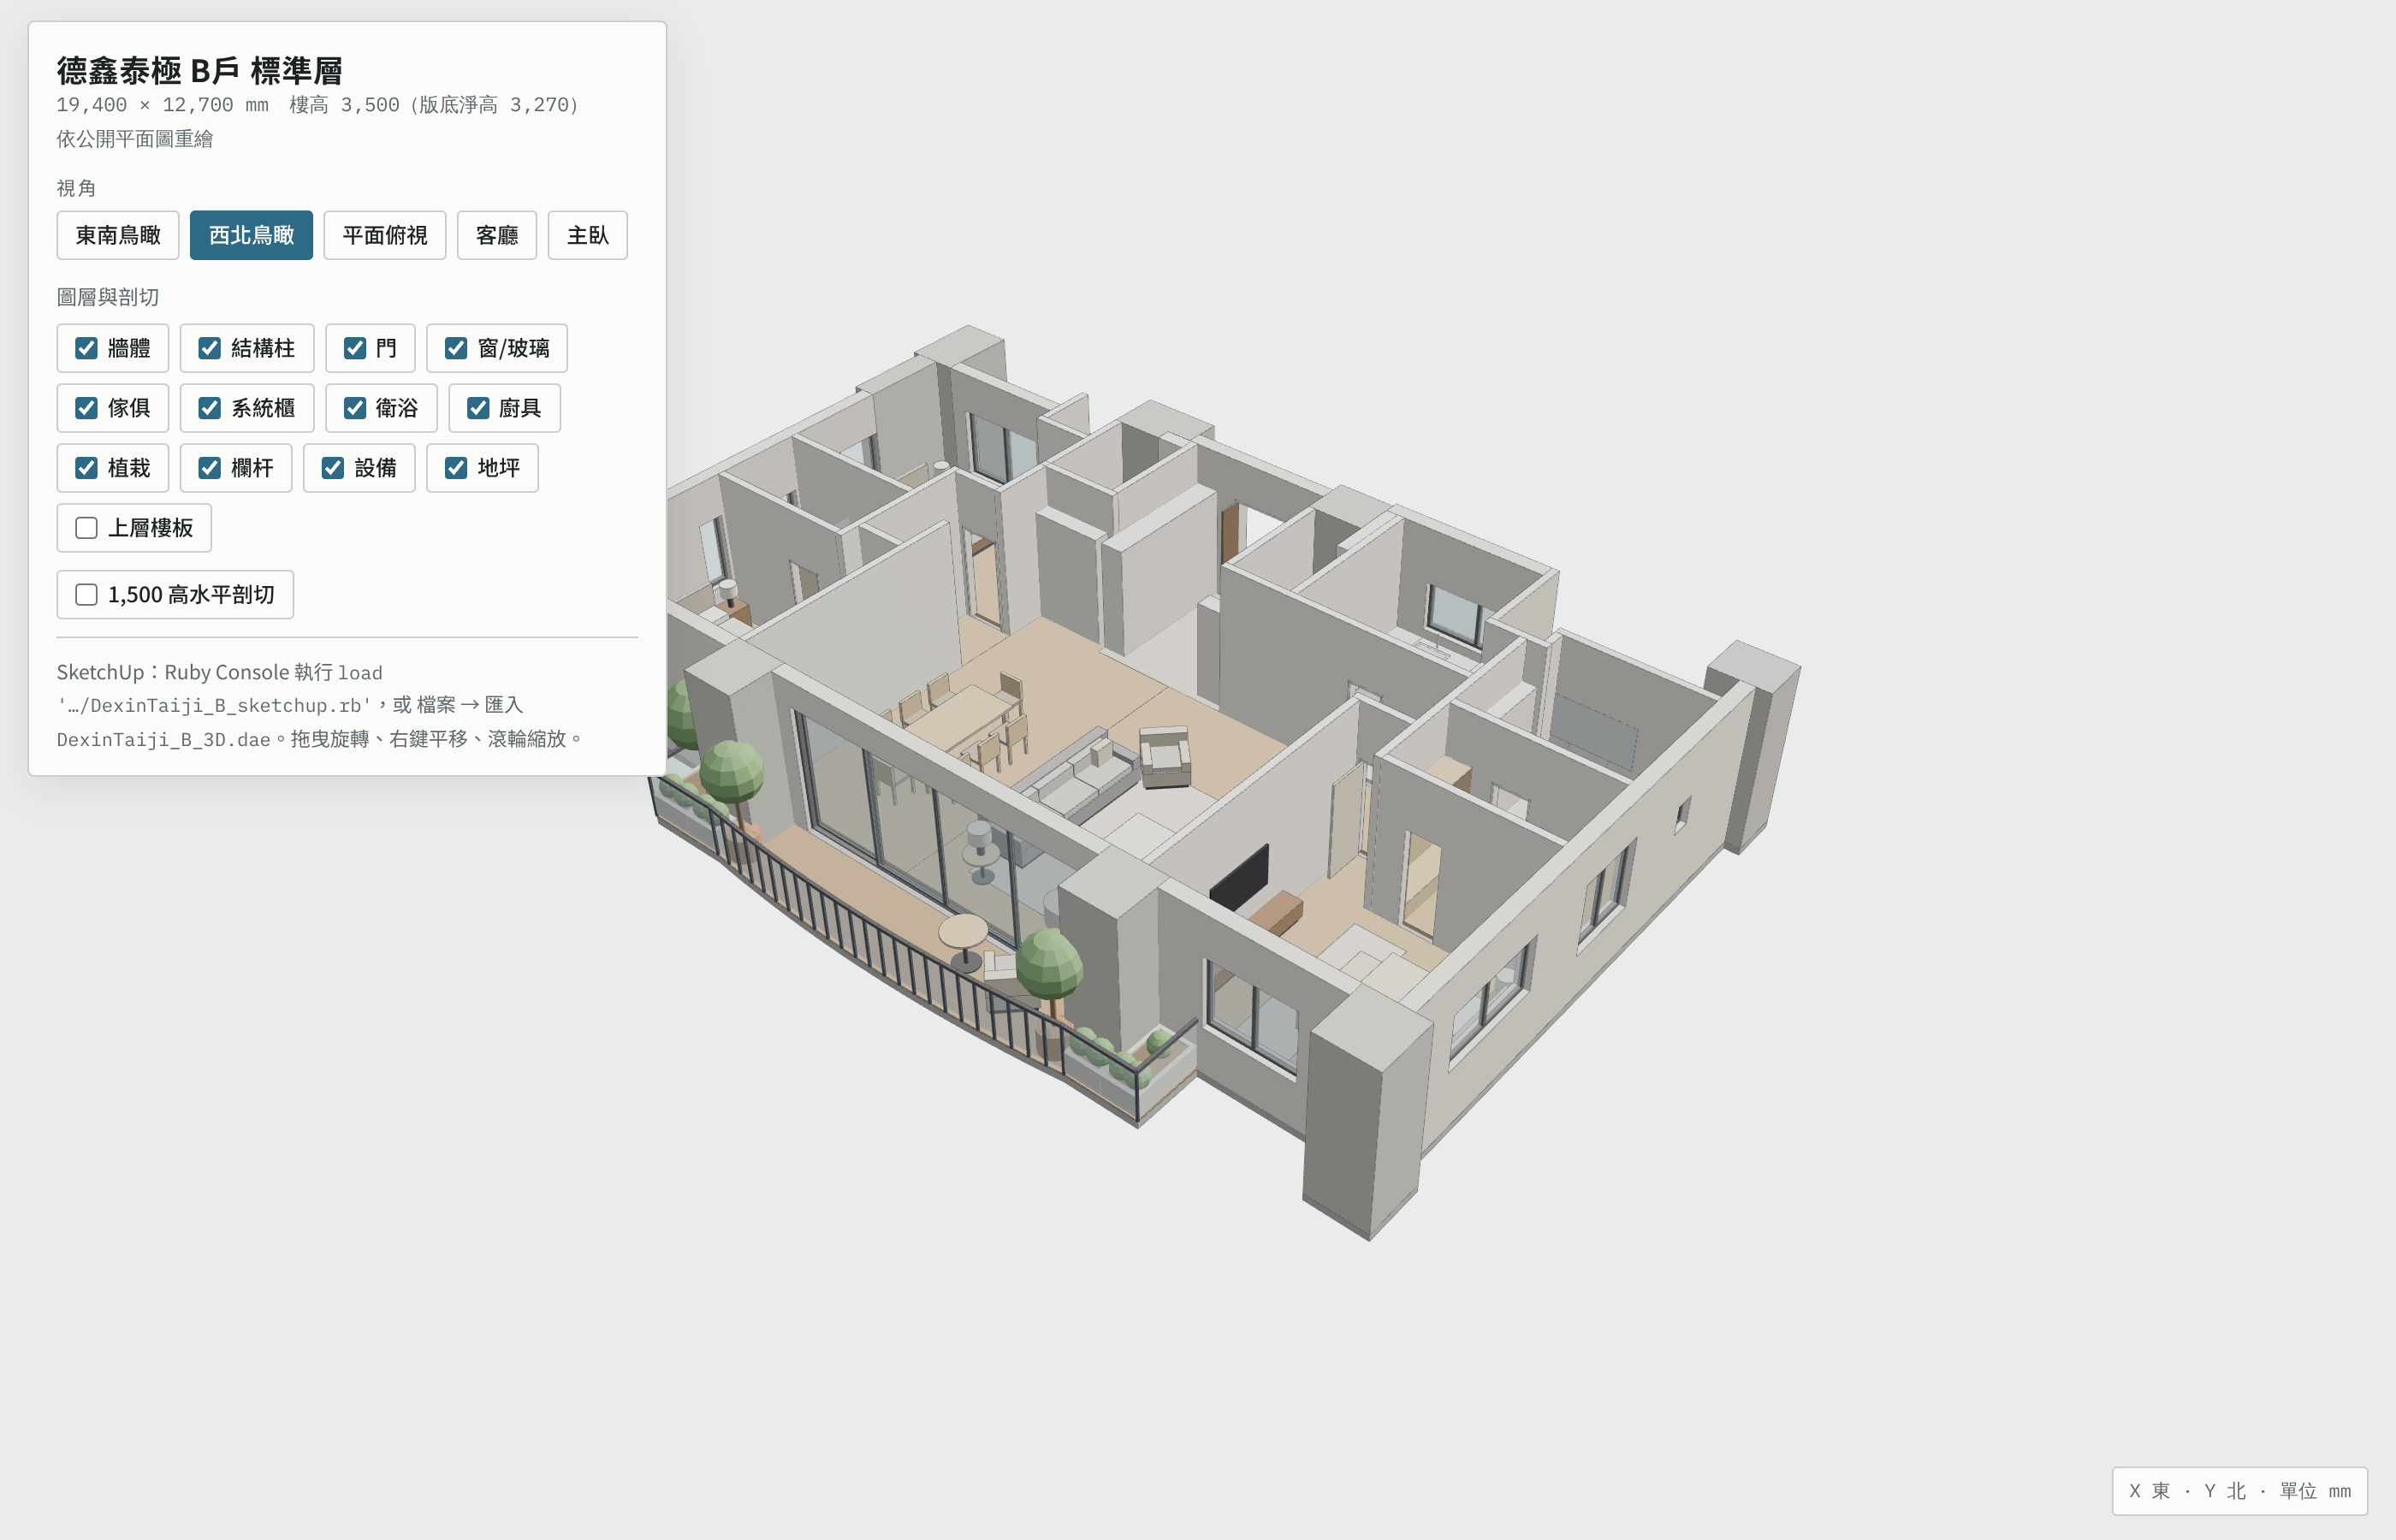 德鑫泰極 B戶 標準層
19,400 × 12,700 mm 樓高 3,500（版底淨高 3,270）
依公開平面圖重繪
視角
東南鳥瞰 西北鳥瞰 平面俯視 客廳 主臥
圖層與剖切
牆體 結構柱 門 窗/玻璃
傢俱 系統櫃 衛浴 廚具
植栽 欄杆 設備 地坪
上層樓板
1,500 高水平剖切
SketchUp：Ruby Console 執行 load
'…/DexinTaiji_B_sketchup.rb'，或 檔案 → 匯入
DexinTaiji_B_3D.dae。拖曳旋轉、右鍵平移、滾輪縮放。
X 東 · Y 北 · 單位 mm